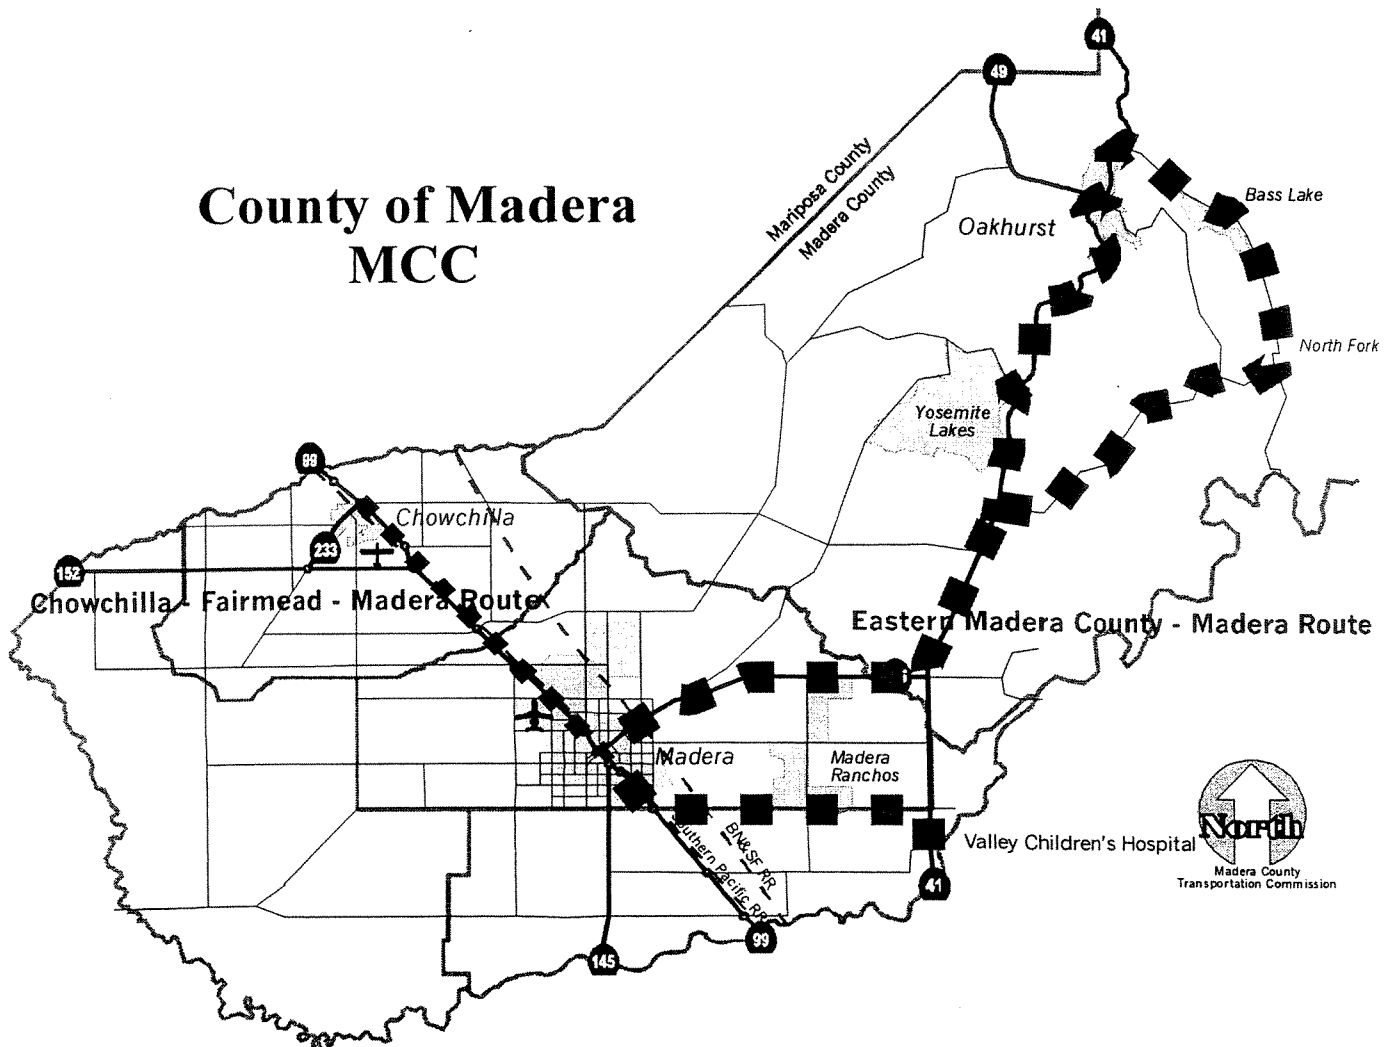 41
49
County of Madera
MCC
Mariposa County
Madera County
Bass Lake
Oakhurst
North Fork
Yosemite
Lakes
99
Chowchilla
233
152
Chowchilla - Fairmead - Madera Route
Eastern Madera County - Madera Route
Madera
Madera
Ranchos
BN&SF RR
Southern Pacific RR
Valley Children's Hospital
North
Madera County
Transportation Commission
41
99
145